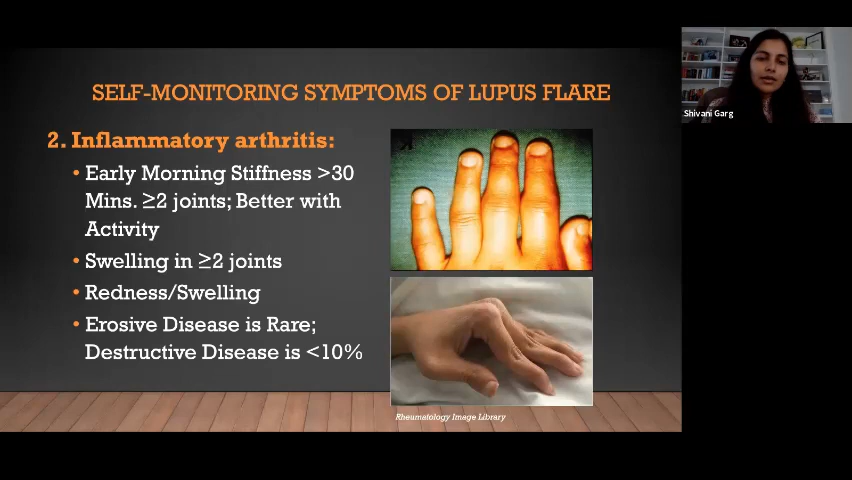 SELF-MONITORING SYMPTOMS OF LUPUS FLARE
2. Inflammatory arthritis:
• Early Morning Stiffness >30
Mins. ≥2 joints; Better with
Activity
• Swelling in ≥2 joints
• Redness/Swelling
• Erosive Disease is Rare;
Destructive Disease is <10%
Rheumatology Image Library
Shivani Garg